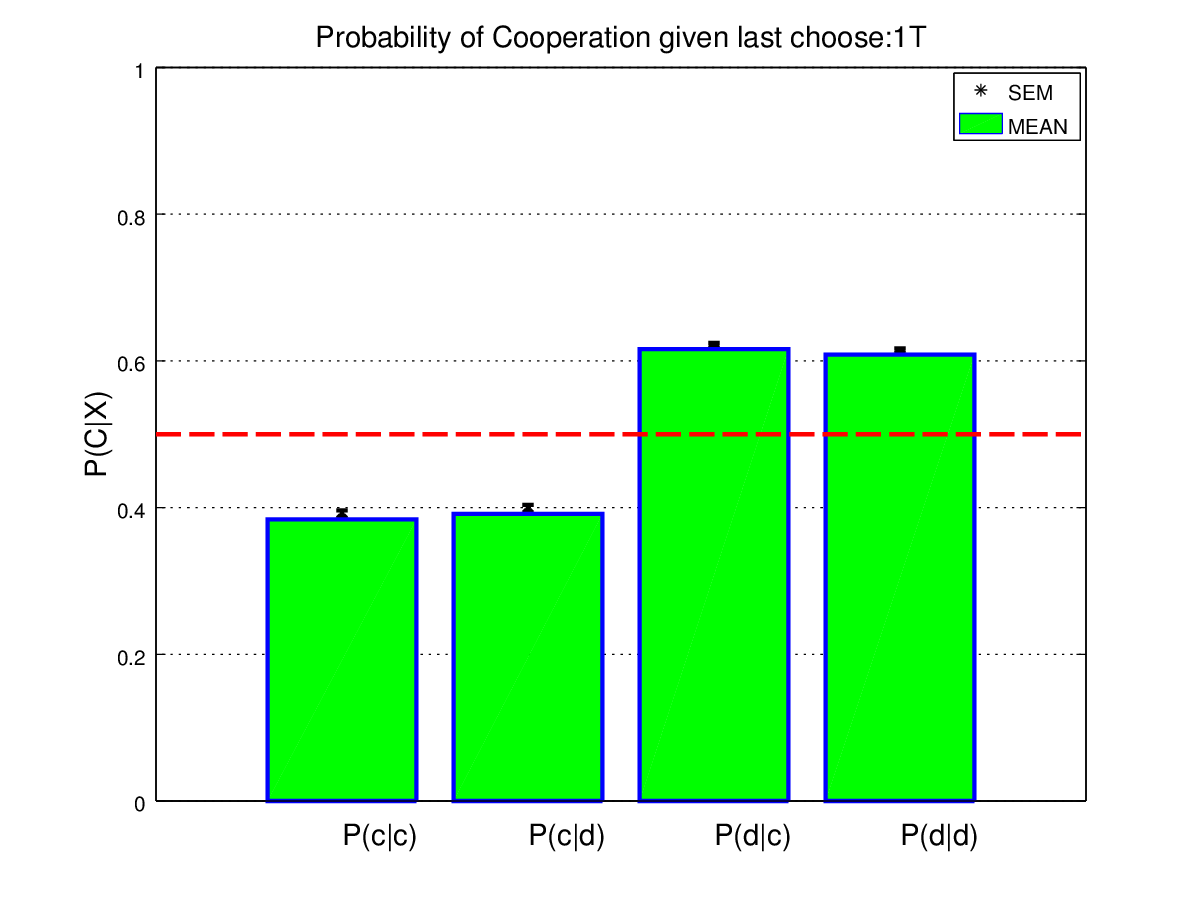 Probability of Cooperation given last choose:1T
1
0.8
0.6
0.4
0.2
0
P(C|X)
SEM
MEAN
P(c|c)
P(c|d)
P(d|c)
P(d|d)